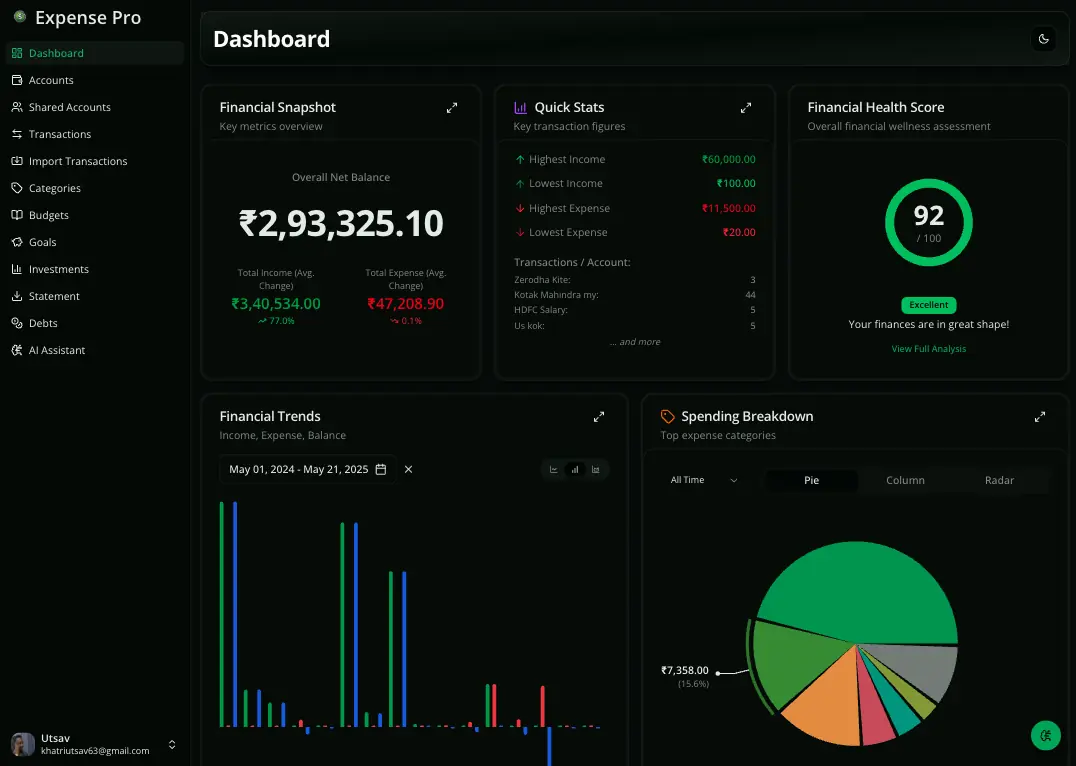 Expense Pro
Dashboard
Accounts
Shared Accounts
Transactions
Import Transactions
Categories
Budgets
Goals
Investments
Statement
Debts
AI Assistant
Utsav
khatriutsav63@gmail.com
Dashboard
Financial Snapshot
Key metrics overview
Overall Net Balance
₹2,93,325.10
Total Income (Avg. Change)
₹3,40,534.00
77.0%
Total Expense (Avg. Change)
₹47,208.90
0.1%
Quick Stats
Key transaction figures
Highest Income ₹60,000.00
Lowest Income ₹100.00
Highest Expense ₹11,500.00
Lowest Expense ₹20.00
Transactions / Account:
Zerodha Kite: 3
Kotak Mahindra my: 44
HDFC Salary: 5
Us kok: 5
... and more
Financial Health Score
Overall financial wellness assessment
92
/ 100
Excellent
Your finances are in great shape!
View Full Analysis
Financial Trends
Income, Expense, Balance
May 01, 2024 - May 21, 2025
Spending Breakdown
Top expense categories
All Time
Pie
Column
Radar
₹7,358.00
(15.6%)